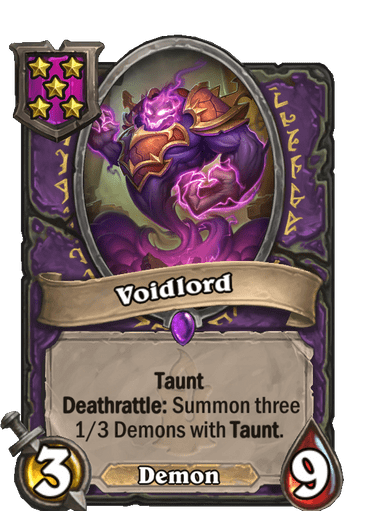 Voidlord
Taunt
Deathrattle: Summon three
1/3 Demons with Taunt.
3
Demon
9